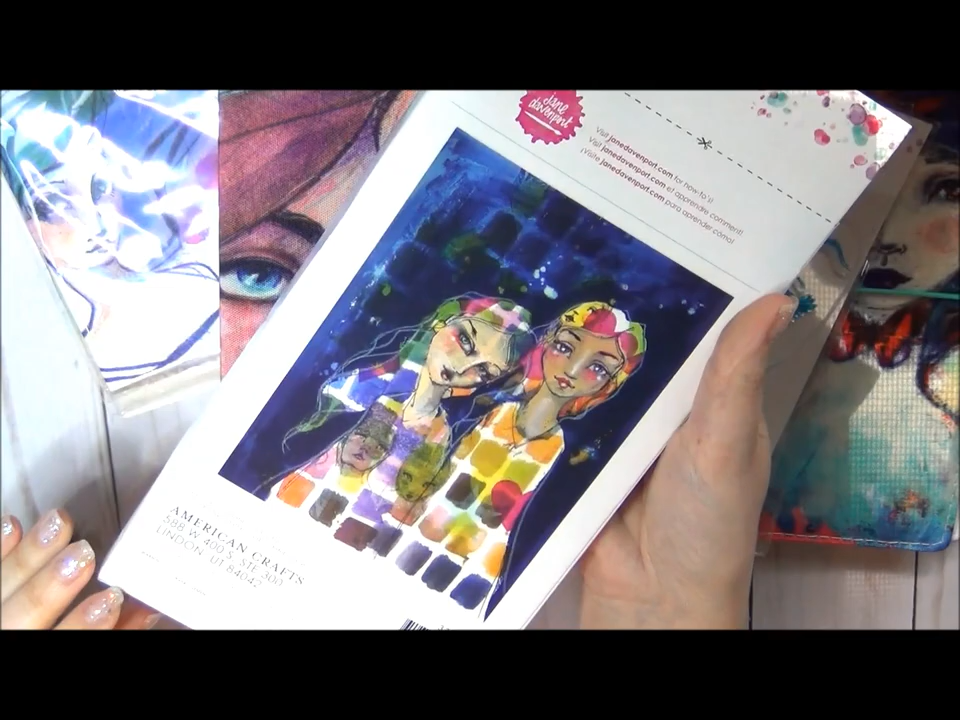 jane
davenport
Visit janedavenport.com for how-to's!
Visit janedavenport.com et apprendre comment!
¡Visite janedavenport.com para aprender cómo!
AMERICAN CRAFTS
588 W 400 S, STE 300
LINDON, UT 84042